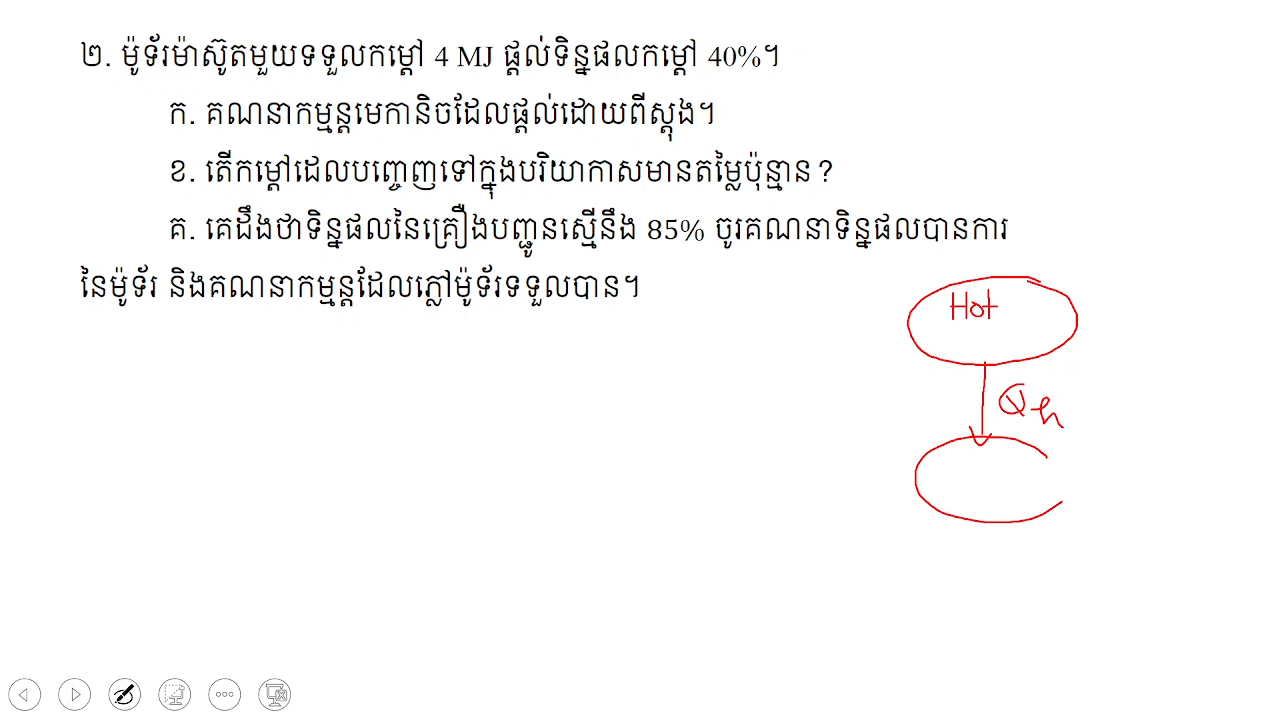 ២. ម៉ូទ័រម៉ាស៊ូតមួយទទួលកម្ដៅ 4 MJ ផ្ដល់ទិន្នផលកម្ដៅ 40%។
ក. គណនាកម្មន្តមេកានិចដែលផ្ដល់ដោយពីស្តុង។
ខ. តើកម្ដៅដេលបញ្ចេញទៅក្នុងបរិយាកាសមានតម្លៃប៉ុន្មាន?
គ. គេដឹងថាទិន្នផលនៃគ្រឿងបញ្ជូនស្មើនឹង 85% ចូរគណនាទិន្នផលបានការ
នៃម៉ូទ័រ និងគណនាកម្មន្តដែលភ្លៅម៉ូទ័រទទួលបាន។
Hot
Qh